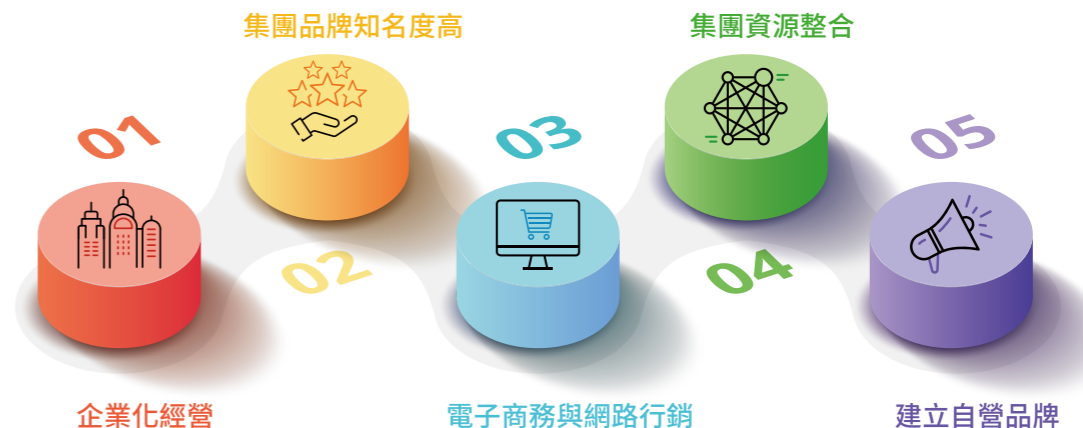 集團品牌知名度高
集團資源整合
01
03
05
02
04
企業化經營
電子商務與網路行銷
建立自營品牌